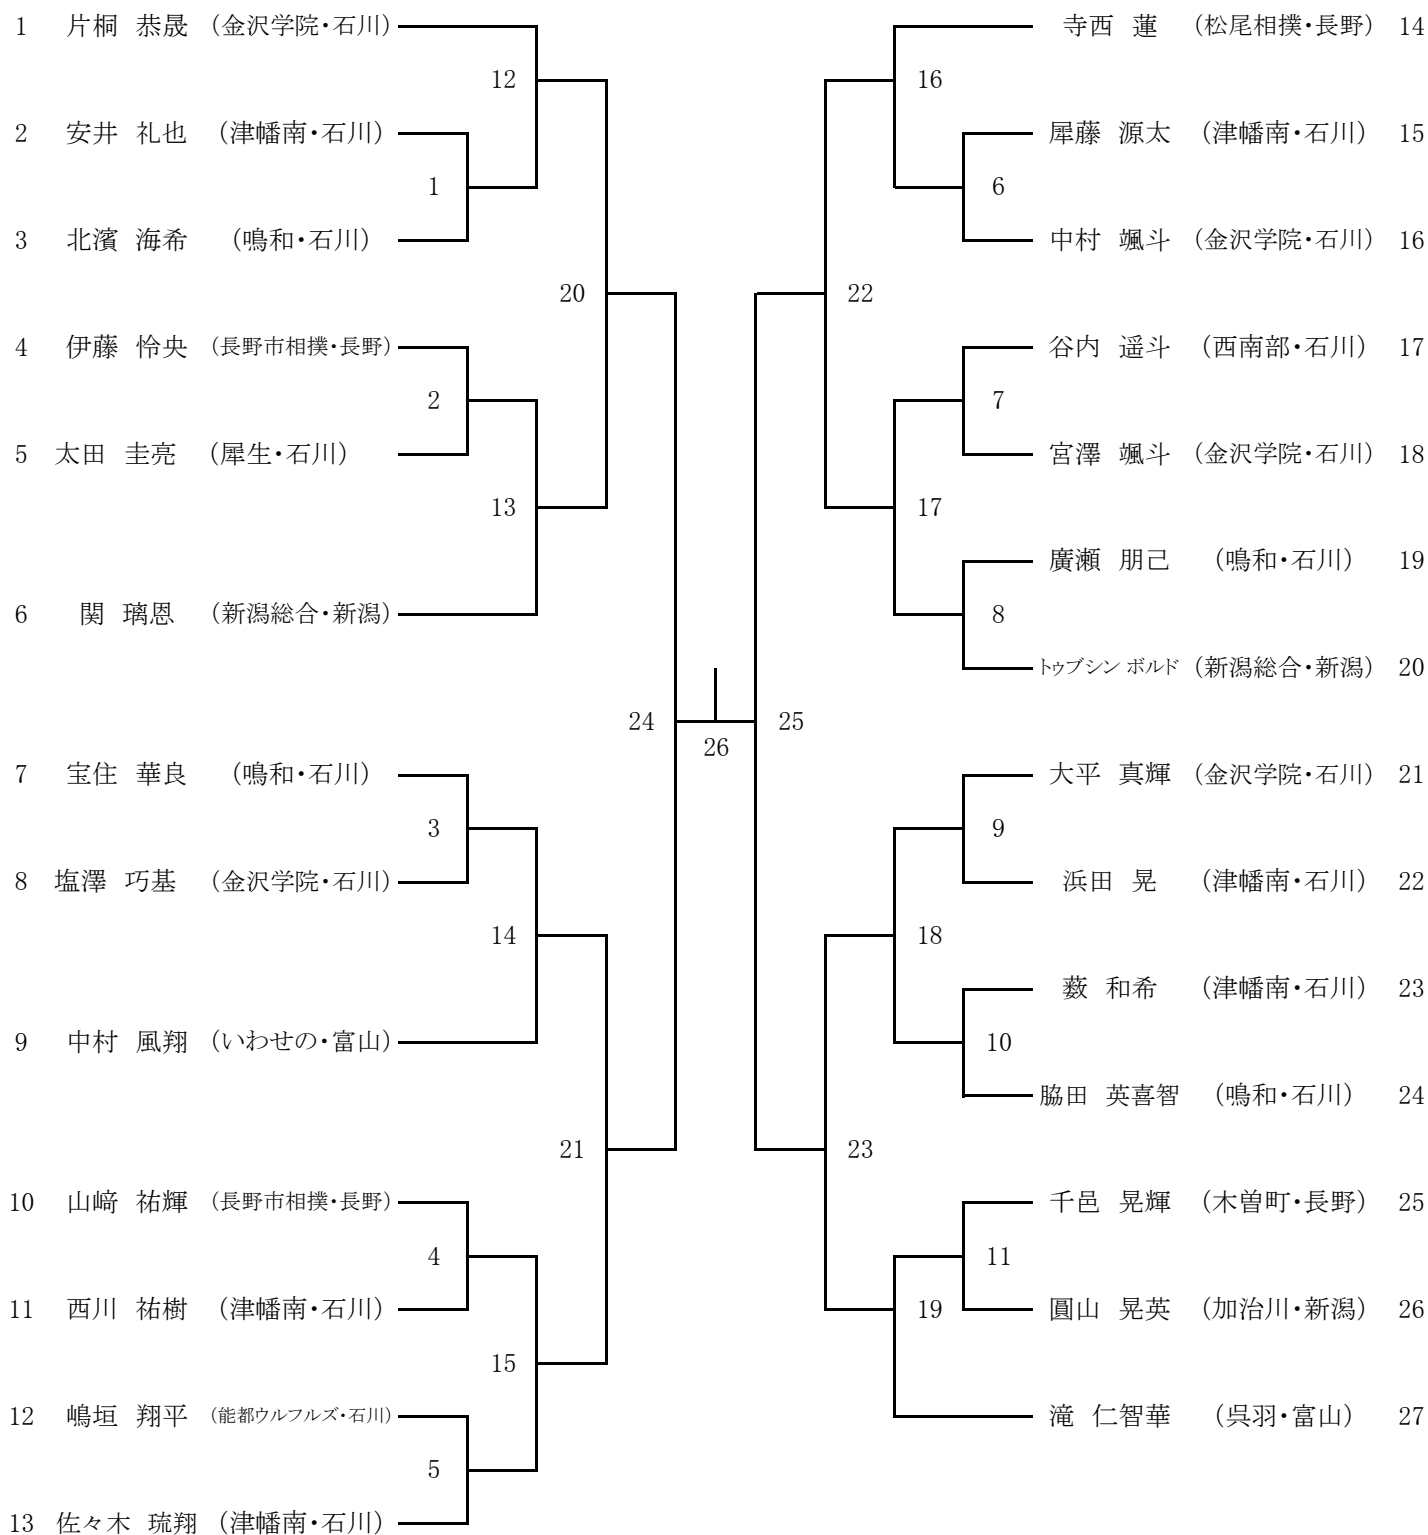 1 片桐 恭晟 （金沢学院・石川）
12
2 安井 礼也 （津幡南・石川）
1
3 北濱 海希 （鳴和・石川）
20
4 伊藤 怜央 （長野市相撲・長野）
2
5 太田 圭亮 （犀生・石川）
13
6 関 璃恩 （新潟総合・新潟）
24
7 宝住 華良 （鳴和・石川）
3
8 塩澤 巧基 （金沢学院・石川）
14
9 中村 風翔 （いわせの・富山）
21
10 山﨑 祐輝 （長野市相撲・長野）
4
11 西川 祐樹 （津幡南・石川）
15
12 嶋垣 翔平 （能都ウルフルズ・石川）
5
13 佐々木 琉翔 （津幡南・石川）
26
寺西 蓮 （松尾相撲・長野） 14
16
犀藤 源太 （津幡南・石川） 15
6
中村 颯斗 （金沢学院・石川） 16
22
谷内 遥斗 （西南部・石川） 17
7
宮澤 颯斗 （金沢学院・石川） 18
17
廣瀬 朋己 （鳴和・石川） 19
8
トゥブシン ボルド （新潟総合・新潟） 20
25
大平 真輝 （金沢学院・石川） 21
9
浜田 晃 （津幡南・石川） 22
18
薮 和希 （津幡南・石川） 23
10
脇田 英喜智 （鳴和・石川） 24
23
千邑 晃輝 （木曽町・長野） 25
11
圓山 晃英 （加治川・新潟） 26
19
滝 仁智華 （呉羽・富山） 27